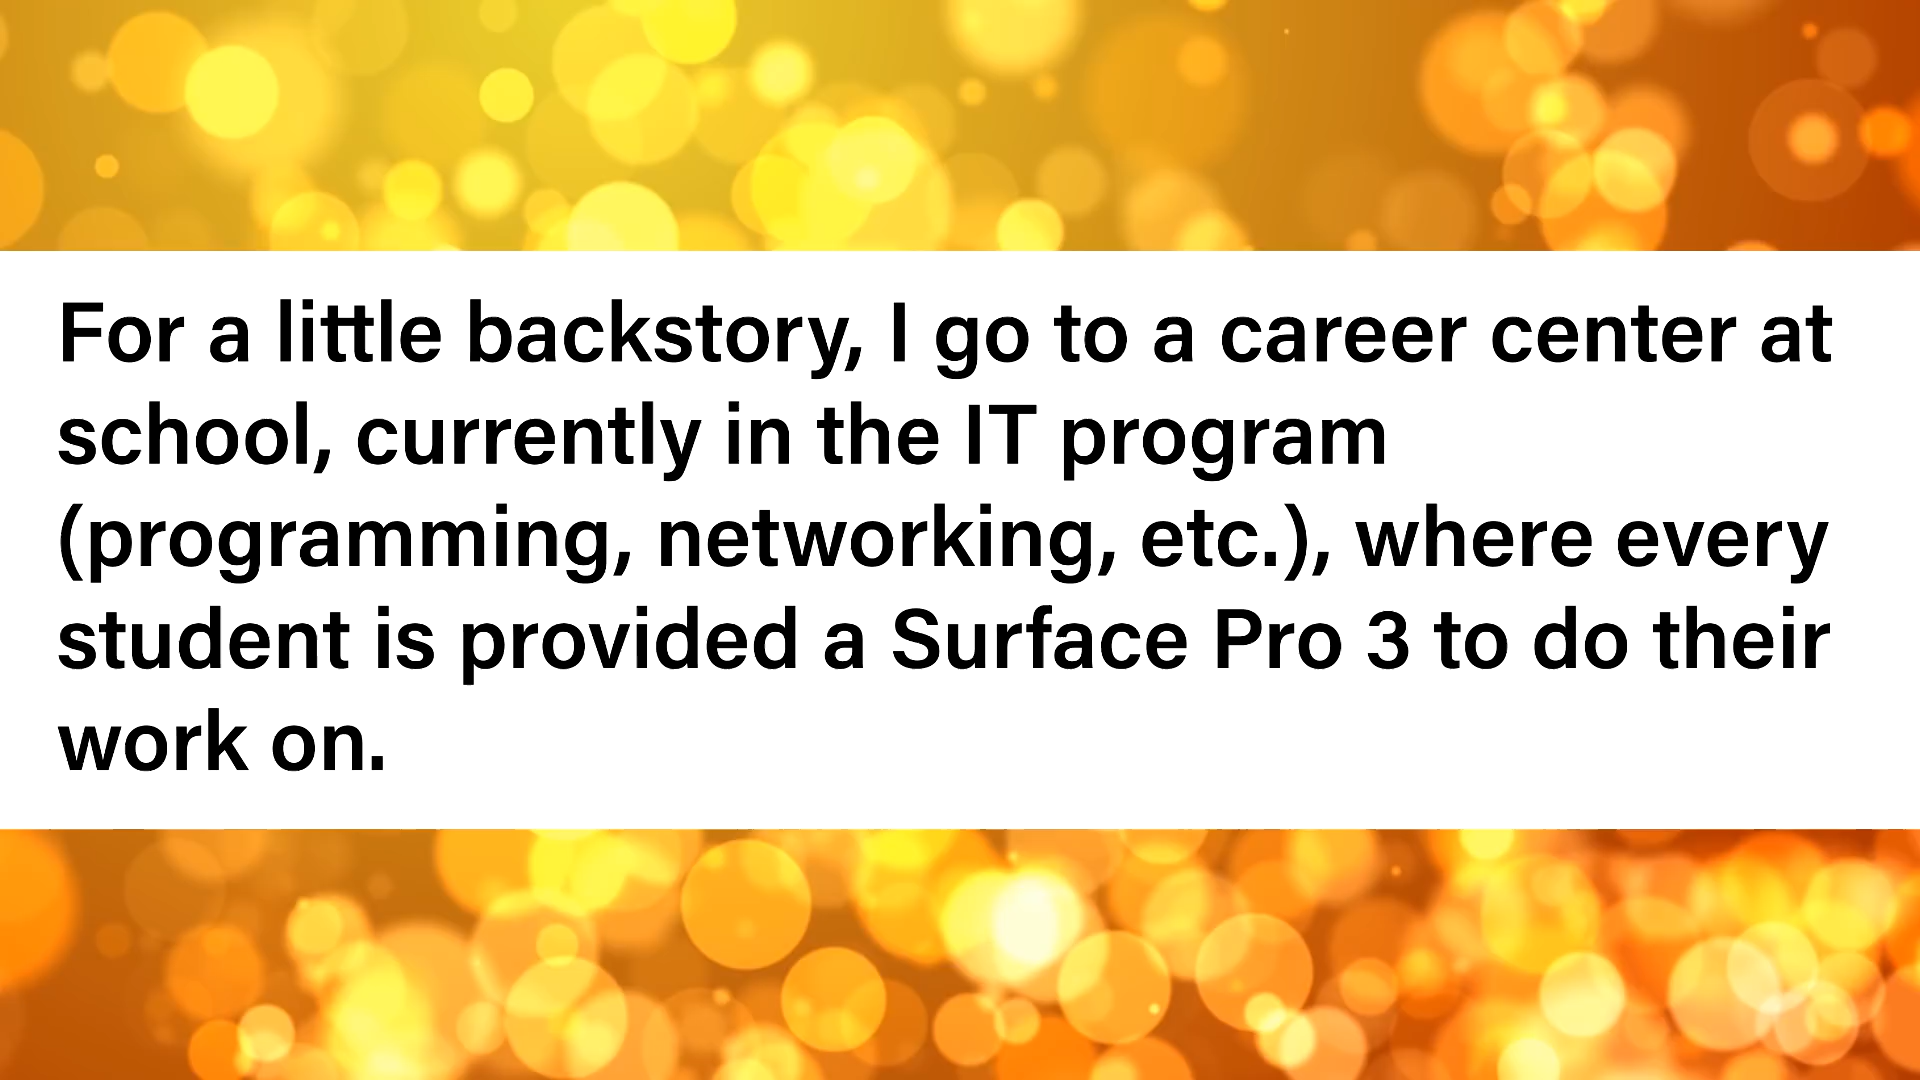 For a little backstory, I go to a career center at
school, currently in the IT program
(programming, networking, etc.), where every
student is provided a Surface Pro 3 to do their
work on.